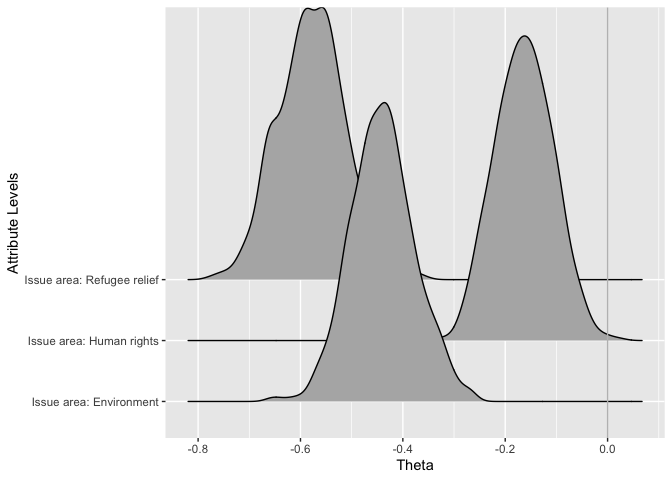 Attribute Levels
Issue area: Refugee relief
Issue area: Human rights
Issue area: Environment
-0.8 -0.6 -0.4 -0.2 0.0
Theta